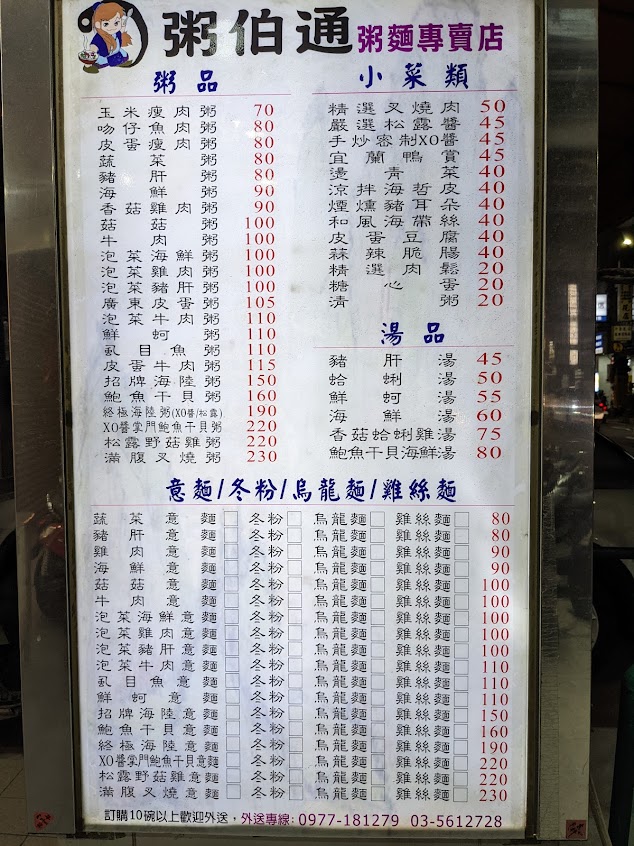 粥伯通 粥麵專賣店
粥品
玉米瘦肉粥 70
吻仔魚肉粥 80
皮蛋瘦肉粥 80
蔬菜粥 80
豬肝粥 80
海鮮粥 90
香菇雞肉粥 90
菇菇粥 100
牛肉粥 100
泡菜海鮮粥 100
泡菜雞肉粥 100
泡菜豬肝粥 100
廣東皮蛋粥 105
泡菜牛肉粥 110
鮮蚵粥 110
虱目魚粥 110
皮蛋牛肉粥 115
招牌海陸粥 150
鮑魚干貝粥 160
終極海陸粥(XO醬/松露) 190
XO醬掌門鮑魚干貝粥 220
松露野菇雞粥 220
滿腹叉燒粥 230
小菜類
精選叉燒肉 50
嚴選松露醬 45
手炒密制XO醬 45
宜蘭鴨賞 45
燙青菜 40
涼拌海哲皮 40
煙燻豬耳朵 40
和風海帶絲 40
皮蛋豆腐 40
蒜辣脆腸 40
精選肉鬆 20
糖心蛋 20
清粥 20
湯品
豬肝湯 45
蛤蜊湯 50
鮮蚵湯 55
海鮮湯 60
香菇蛤蜊雞湯 75
鮑魚干貝海鮮湯 80
意麵/冬粉/烏龍麵/雞絲麵
蔬菜意麵□ 冬粉□ 烏龍麵□ 雞絲麵□ 80
豬肝意麵□ 冬粉□ 烏龍麵□ 雞絲麵□ 80
雞肉意麵□ 冬粉□ 烏龍麵□ 雞絲麵□ 90
海鮮意麵□ 冬粉□ 烏龍麵□ 雞絲麵□ 90
菇菇意麵□ 冬粉□ 烏龍麵□ 雞絲麵□ 100
牛肉意麵□ 冬粉□ 烏龍麵□ 雞絲麵□ 100
泡菜海鮮意麵□ 冬粉□ 烏龍麵□ 雞絲麵□ 100
泡菜雞肉意麵□ 冬粉□ 烏龍麵□ 雞絲麵□ 100
泡菜豬肝意麵□ 冬粉□ 烏龍麵□ 雞絲麵□ 100
泡菜牛肉意麵□ 冬粉□ 烏龍麵□ 雞絲麵□ 110
虱目魚意麵□ 冬粉□ 烏龍麵□ 雞絲麵□ 110
鮮蚵意麵□ 冬粉□ 烏龍麵□ 雞絲麵□ 110
招牌海陸意麵□ 冬粉□ 烏龍麵□ 雞絲麵□ 150
鮑魚干貝意麵□ 冬粉□ 烏龍麵□ 雞絲麵□ 160
終極海陸意麵□ 冬粉□ 烏龍麵□ 雞絲麵□ 190
XO醬掌門鮑魚干貝意麵□ 冬粉□ 烏龍麵□ 雞絲麵□ 220
松露野菇雞意麵□ 冬粉□ 烏龍麵□ 雞絲麵□ 220
滿腹叉燒意麵□ 冬粉□ 烏龍麵□ 雞絲麵□ 230
訂購10碗以上歡迎外送，外送專線：0977-181279 03-5612728